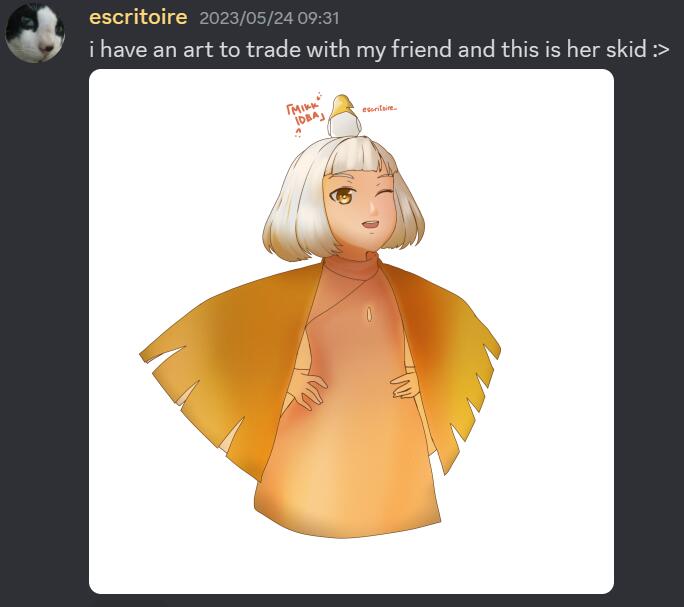 escritoire 2023/05/24 09:31
i have an art to trade with my friend and this is her skid :>
「MIKK
IDBA」
escritoire_